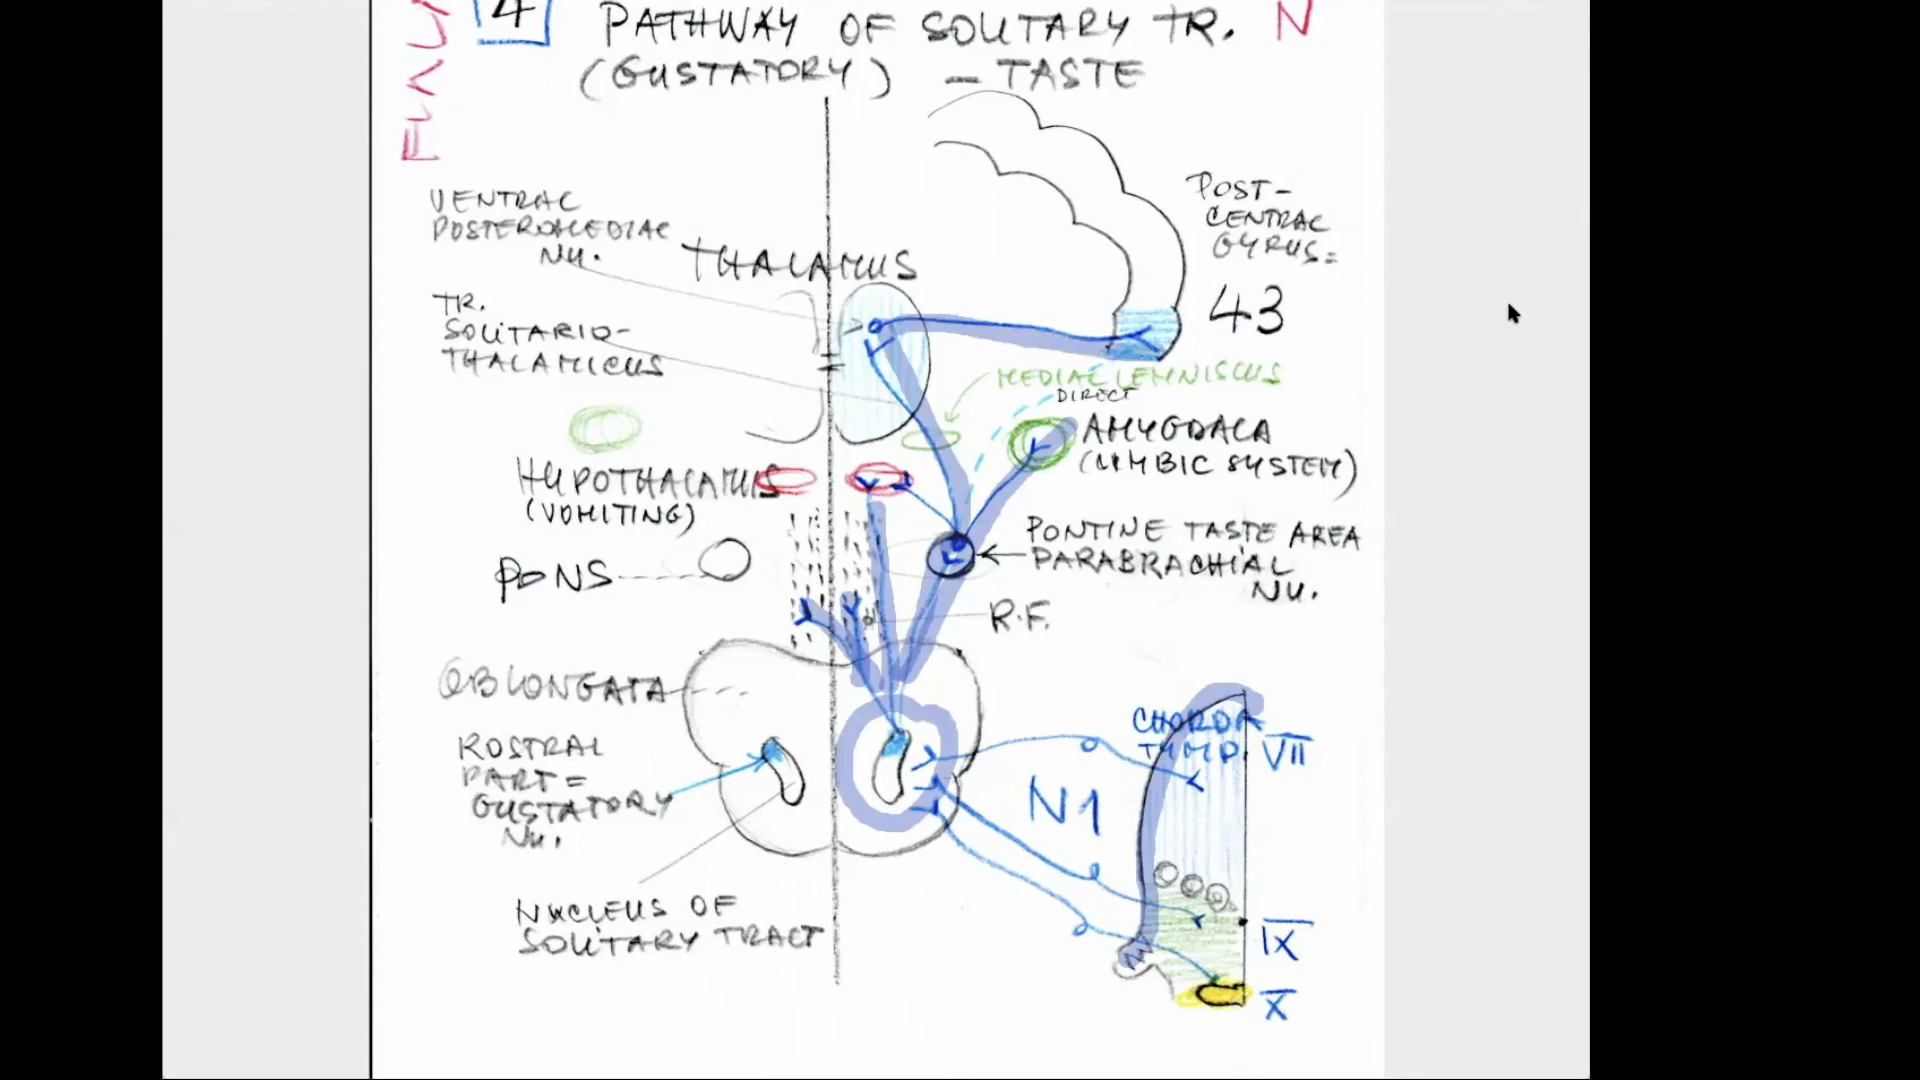 4
PATHWAY OF SOLITARY TR. N
(GUSTATORY) – TASTE
VENTRAL
POSTEROMEDIAL
NU.
THALAMUS
POST-
CENTRAL
GYRUS =
43
TR.
SOLITARIO-
THALAMICUS
MEDIAL LEMNISCUS
DIRECT
AMYGDALA
(LIMBIC SYSTEM)
HYPOTHALAMUS
(VOMITING)
PONTINE TASTE AREA
PARABRACHIAL
NU.
PONS
R.F.
OBLONGATA
ROSTRAL
PART =
GUSTATORY
NU.
CHORDA
TYMP.
VII
N1
NUCLEUS OF
SOLITARY TRACT
IX
X